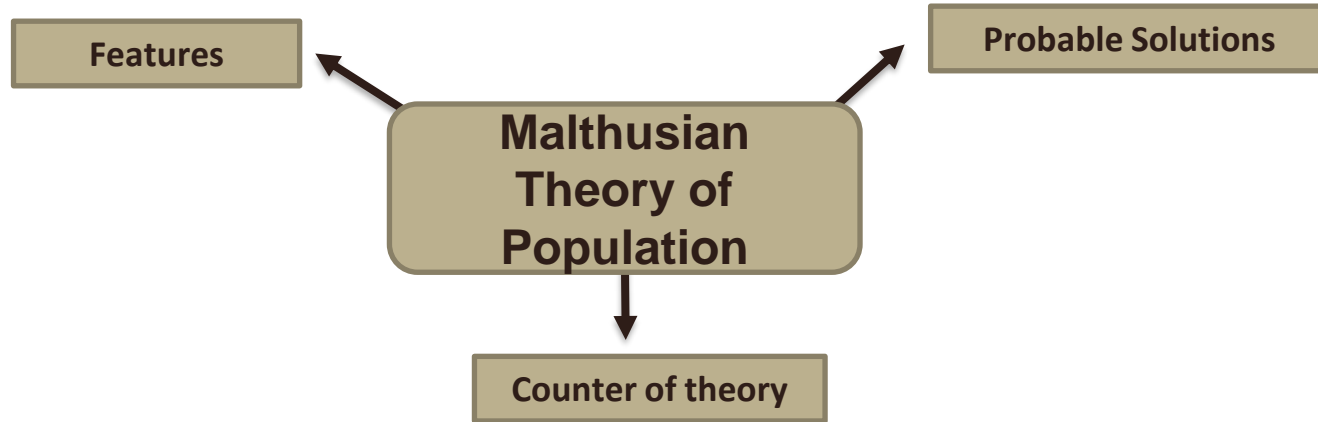 Features
Probable Solutions
Malthusian
Theory of
Population
Counter of theory